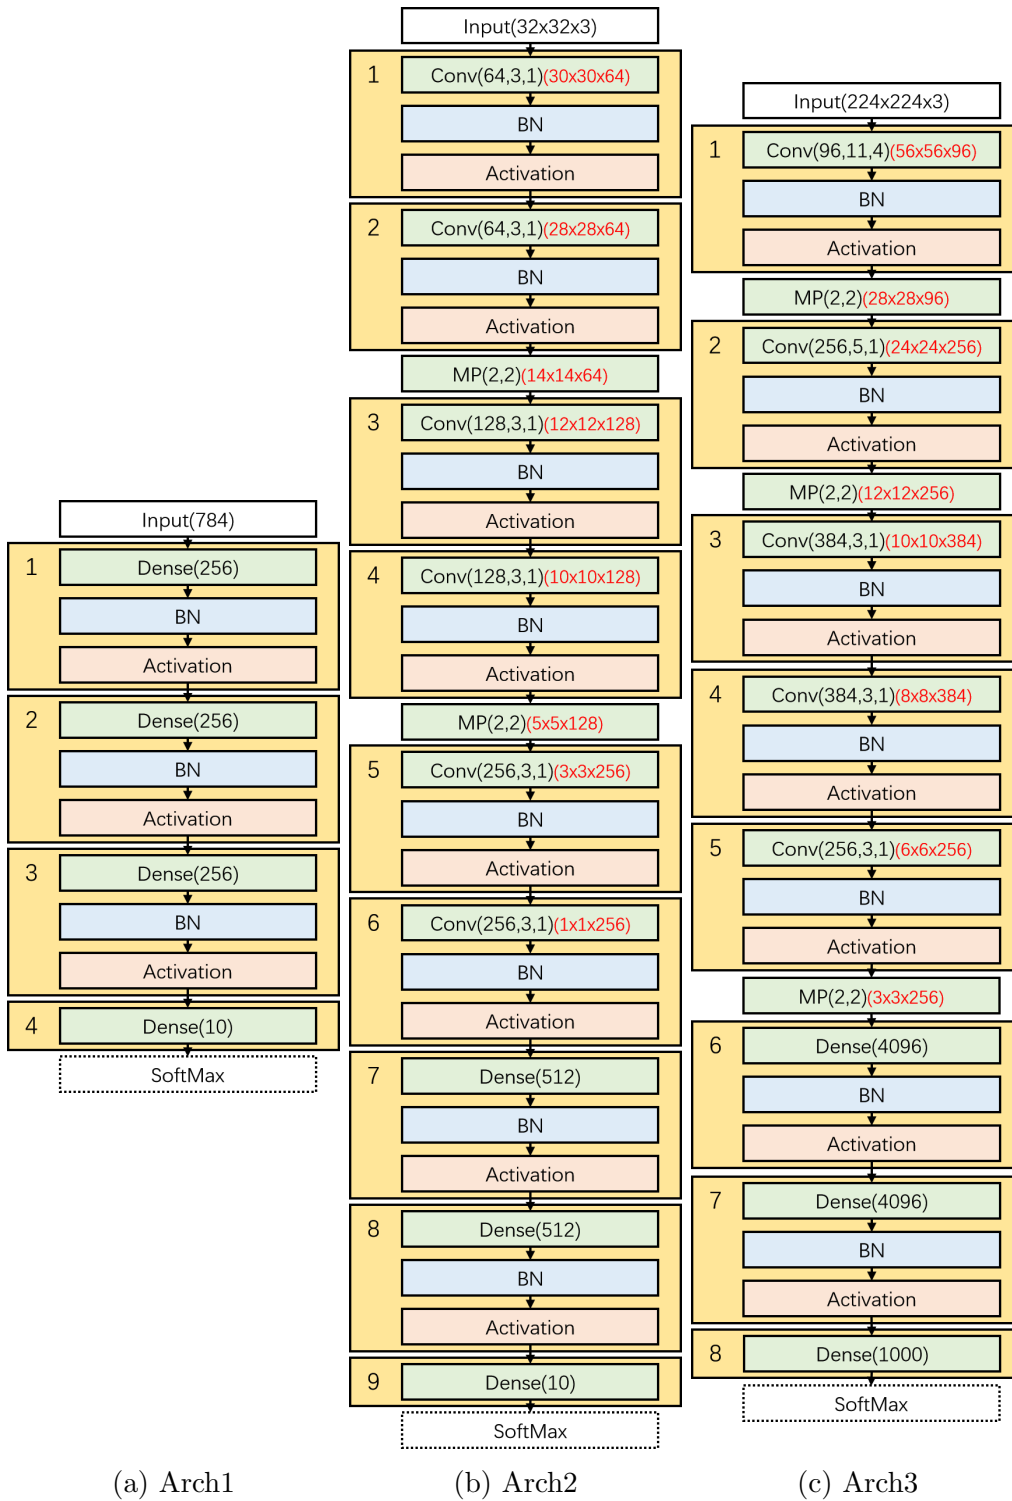 Input(784)
1
Dense(256)
BN
Activation
2
Dense(256)
BN
Activation
3
Dense(256)
BN
Activation
4
Dense(10)
SoftMax
(a) Arch1
Input(32x32x3)
1
Conv(64,3,1)(30x30x64)
BN
Activation
2
Conv(64,3,1)(28x28x64)
BN
Activation
MP(2,2)(14x14x64)
3
Conv(128,3,1)(12x12x128)
BN
Activation
4
Conv(128,3,1)(10x10x128)
BN
Activation
MP(2,2)(5x5x128)
5
Conv(256,3,1)(3x3x256)
BN
Activation
6
Conv(256,3,1)(1x1x256)
BN
Activation
7
Dense(512)
BN
Activation
8
Dense(512)
BN
Activation
9
Dense(10)
SoftMax
(b) Arch2
Input(224x224x3)
1
Conv(96,11,4)(56x56x96)
BN
Activation
MP(2,2)(28x28x96)
2
Conv(256,5,1)(24x24x256)
BN
Activation
MP(2,2)(12x12x256)
3
Conv(384,3,1)(10x10x384)
BN
Activation
4
Conv(384,3,1)(8x8x384)
BN
Activation
5
Conv(256,3,1)(6x6x256)
BN
Activation
MP(2,2)(3x3x256)
6
Dense(4096)
BN
Activation
7
Dense(4096)
BN
Activation
8
Dense(1000)
SoftMax
(c) Arch3